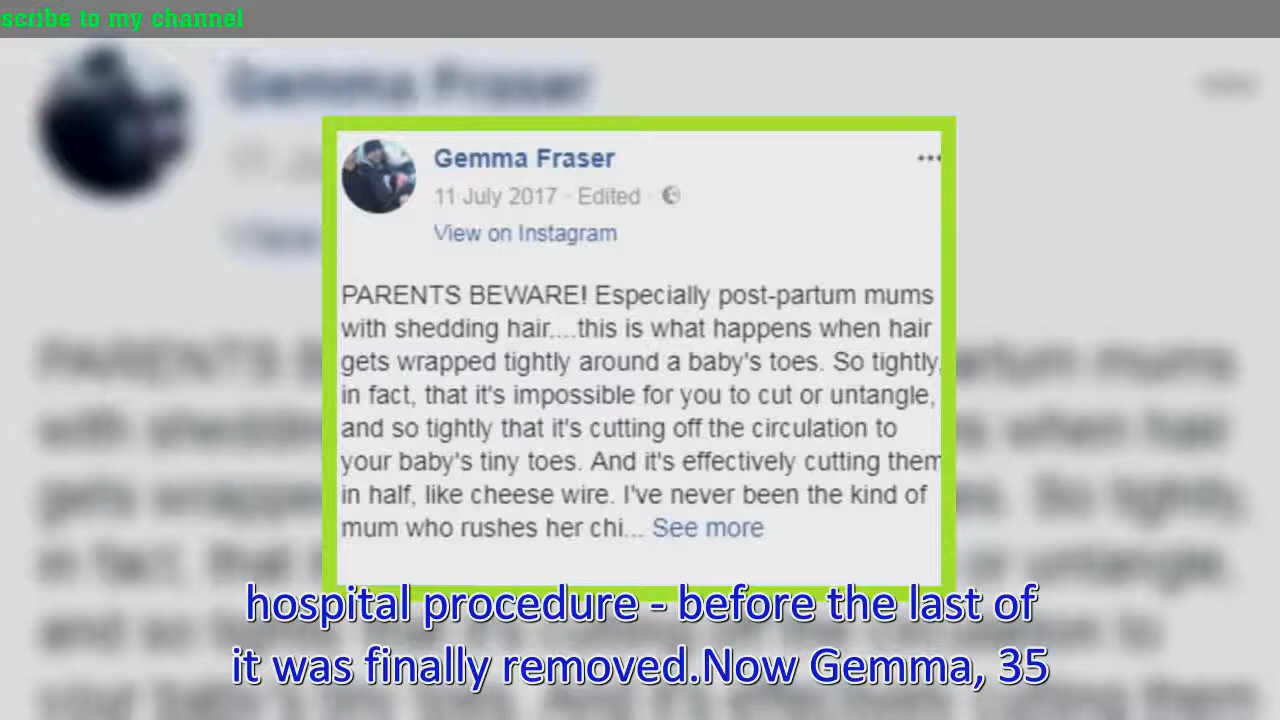 scribe to my channel
Gemma Fraser
Gemma Fraser
11 July 2017 · Edited ·
View on Instagram
PARENTS BEWARE! Especially post-partum mums
with shedding hair....this is what happens when hair
gets wrapped tightly around a baby's toes. So tightly,
in fact, that it's impossible for you to cut or untangle,
and so tightly that it's cutting off the circulation to
your baby's tiny toes. And it's effectively cutting them
in half, like cheese wire. I've never been the kind of
mum who rushes her chi... See more
hospital procedure - before the last of
it was finally removed.Now Gemma, 35